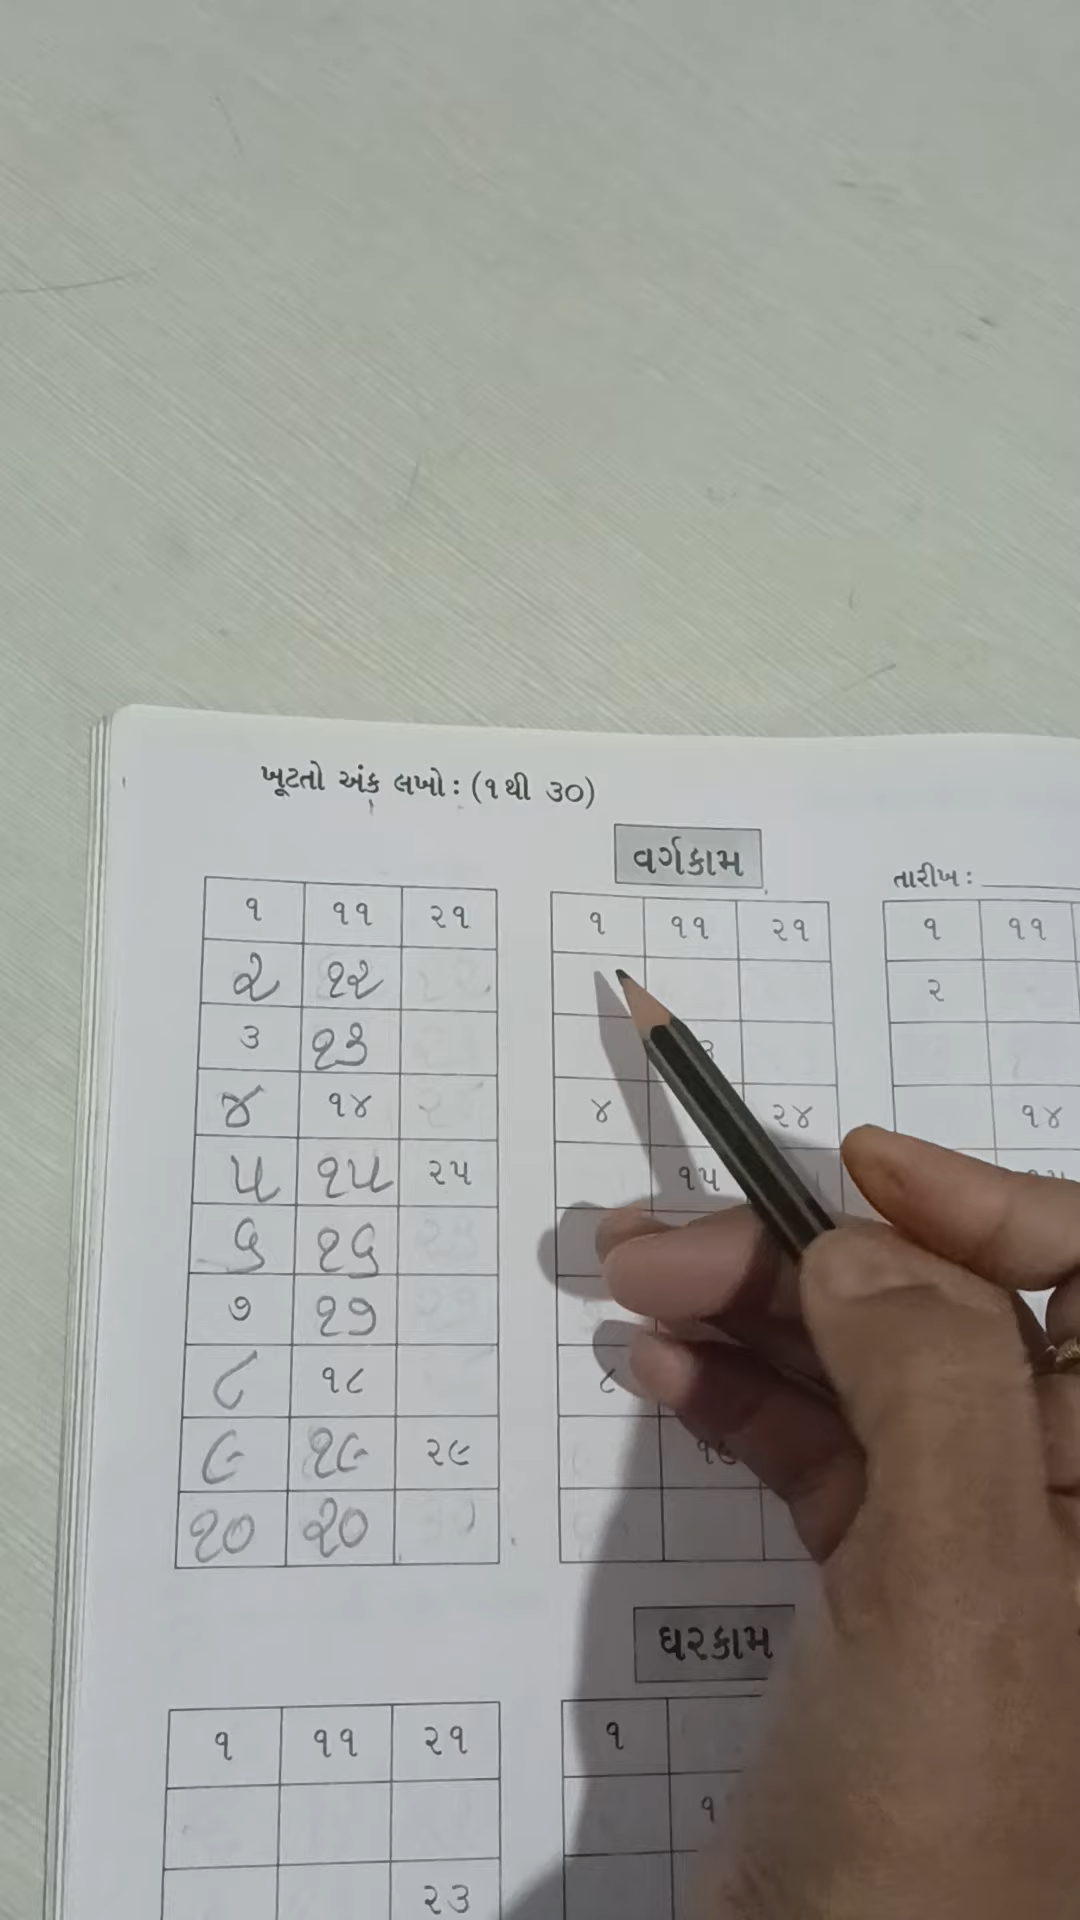 ખૂટતો અંક લખો : (૧થી ૩૦)
વર્ગકામ
તારીખ :
૧ ૧૧ ૨૧
૨ ૧૨
૩ ૧૩
૪ ૧૪
૫ ૧૫ ૨૫
૬ ૧૬
૭ ૧૭
૮ ૧૮
૯ ૧૯ ૨૯
૧૦ ૨૦
૧ ૧૧ ૨૧
૪ ૨૪
૧૫
૮
૧૯
૧ ૧૧
૨
૧૪
ઘરકામ
૧ ૧૧ ૨૧
૨૩
૧
૧